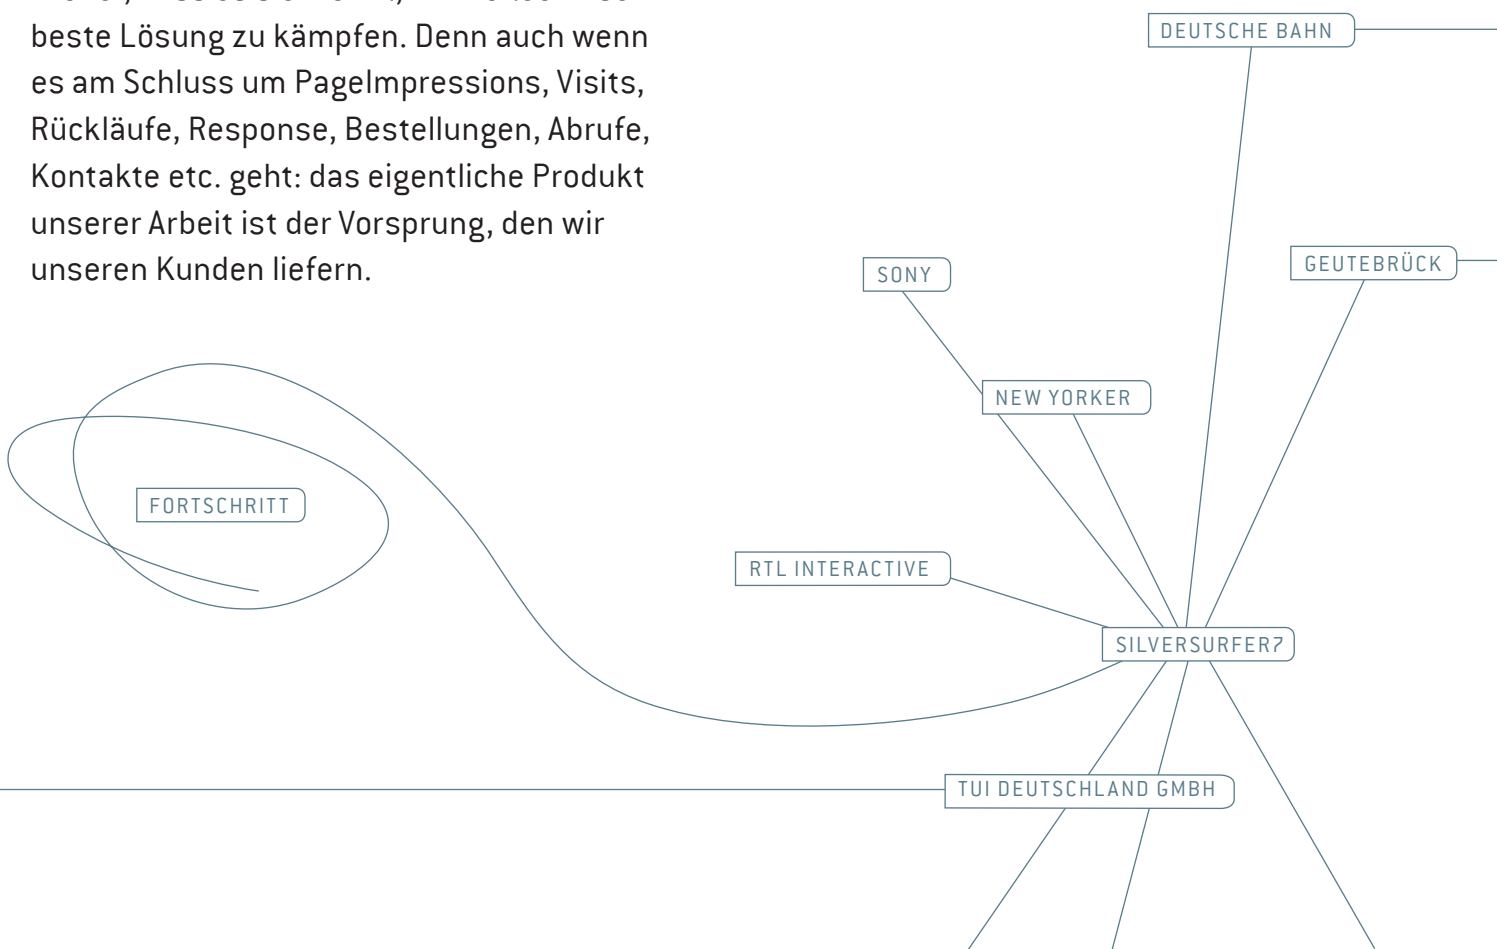 beste Lösung zu kämpfen. Denn auch wenn
es am Schluss um PageImpressions, Visits,
Rückläufe, Response, Bestellungen, Abrufe,
Kontakte etc. geht: das eigentliche Produkt
unserer Arbeit ist der Vorsprung, den wir
unseren Kunden liefern.
DEUTSCHE BAHN
GEUTEBRÜCK
SONY
NEW YORKER
FORTSCHRITT
RTL INTERACTIVE
SILVERSURFER7
TUI DEUTSCHLAND GMBH